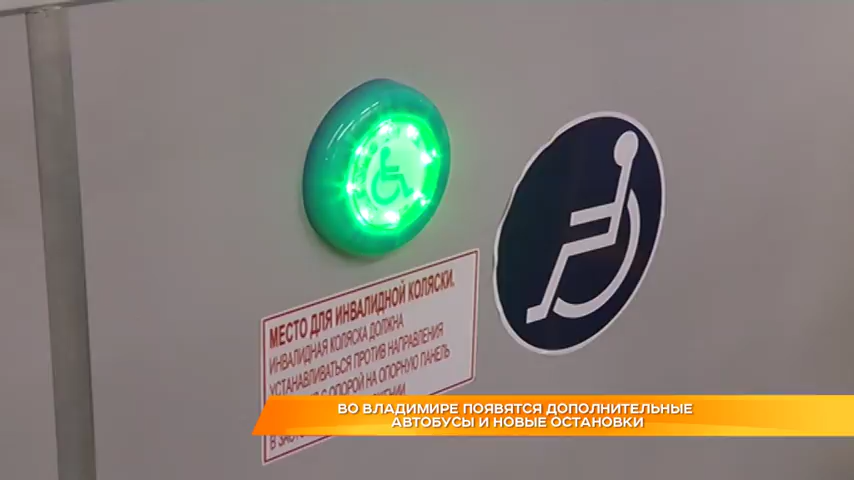 МЕСТО ДЛЯ ИНВАЛИДНОЙ КОЛЯСКИ.
ИНВАЛИДНАЯ КОЛЯСКА ДОЛЖНА
УСТАНАВЛИВАТЬСЯ ПРОТИВ НАПРАВЛЕНИЯ
С ОПОРОЙ НА ОПОРНУЮ ПАНЕЛЬ
ВО ВЛАДИМИРЕ ПОЯВЯТСЯ ДОПОЛНИТЕЛЬНЫЕ
АВТОБУСЫ И НОВЫЕ ОСТАНОВКИ